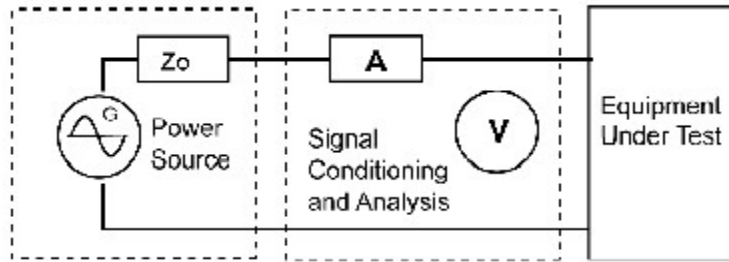 Zo
A
G
Power
Source
Signal
Conditioning
and Analysis
V
Equipment
Under Test